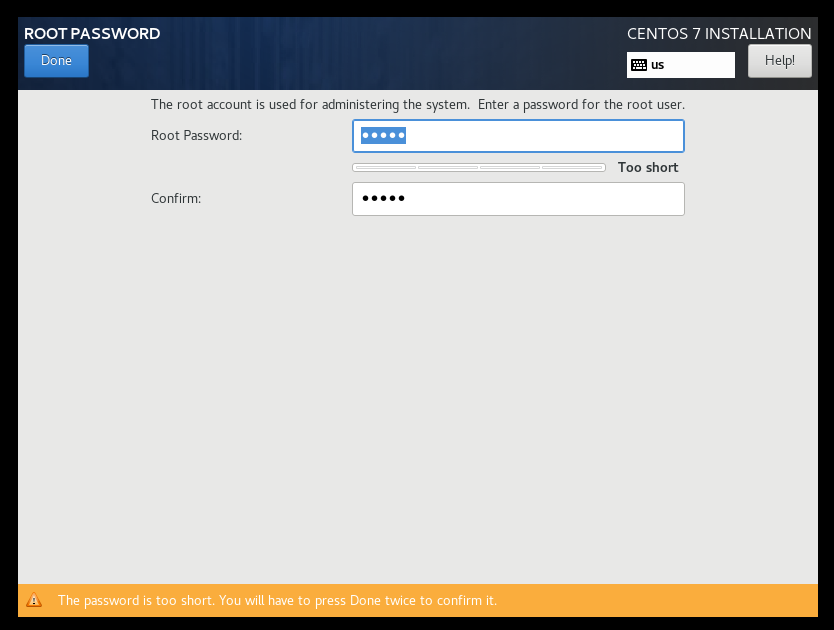 ROOT PASSWORD
CENTOS 7 INSTALLATION
Done
us
Help!
The root account is used for administering the system.  Enter a password for the root user.
Root Password:
●●●●●
Too short
Confirm:
●●●●●
The password is too short. You will have to press Done twice to confirm it.